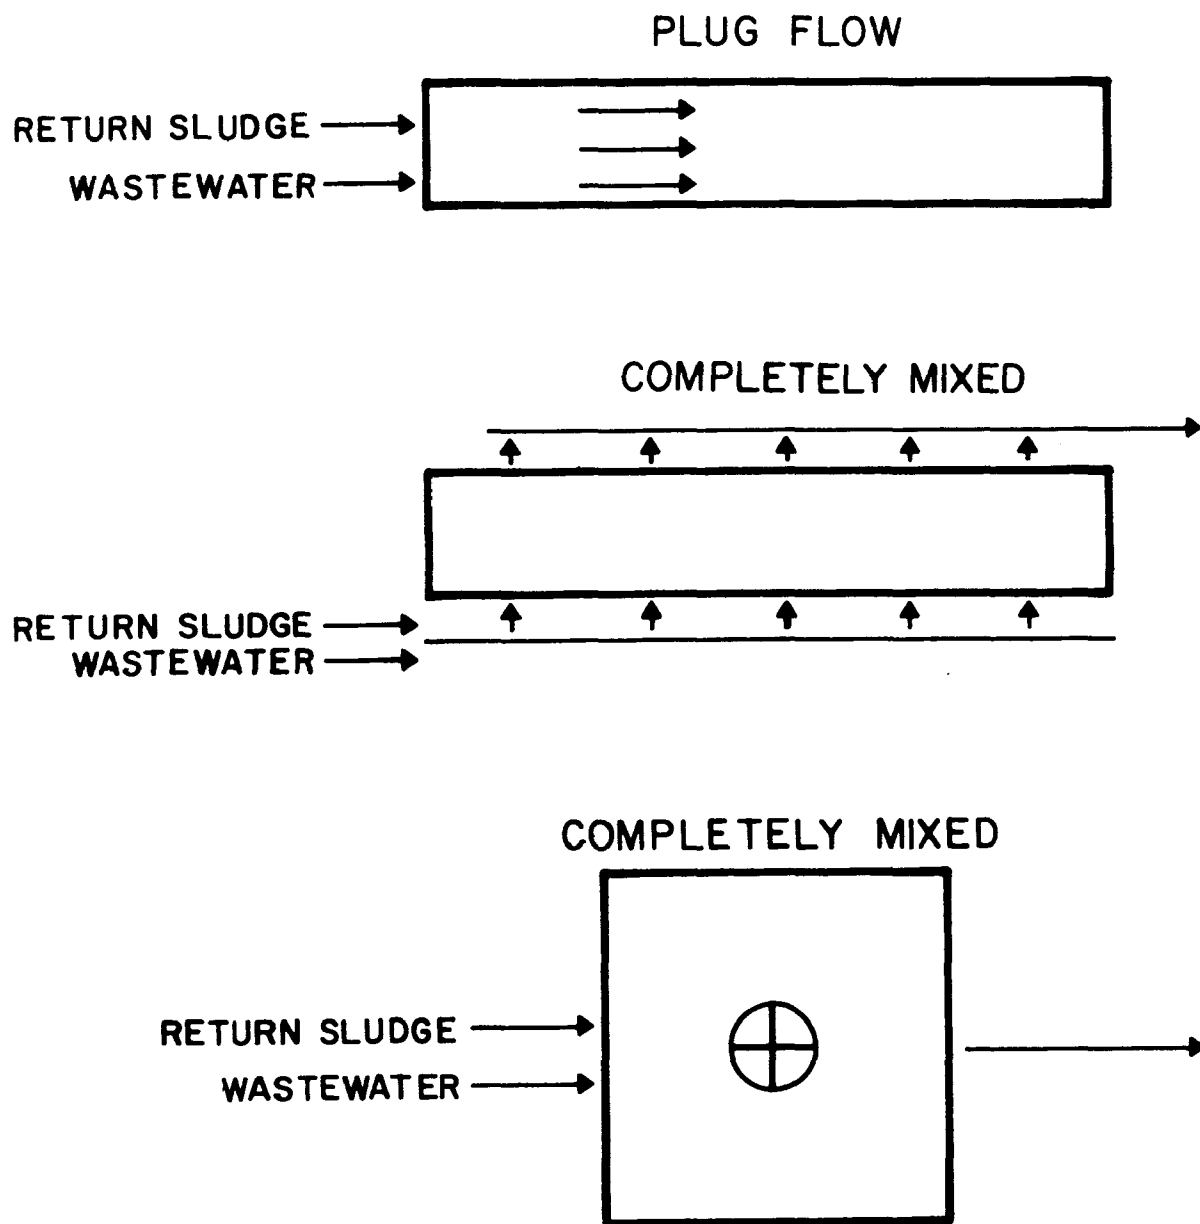 PLUG FLOW
RETURN SLUDGE
WASTEWATER
COMPLETELY MIXED
RETURN SLUDGE
WASTEWATER
COMPLETELY MIXED
RETURN SLUDGE
WASTEWATER